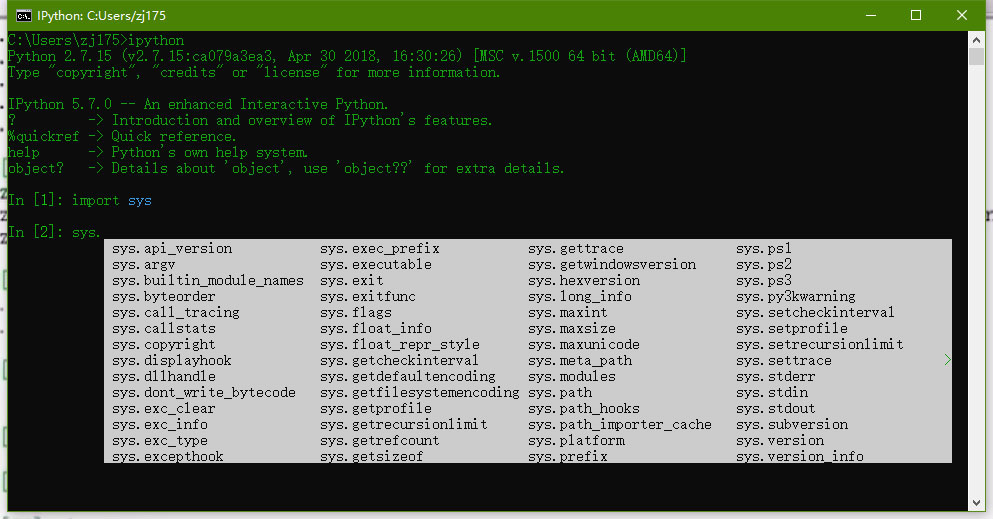 IPython: C:Users/zj175
C:\Users\zj175>ipython
Python 2.7.15 (v2.7.15:ca079a3ea3, Apr 30 2018, 16:30:26) [MSC v.1500 64 bit (AMD64)]
Type "copyright", "credits" or "license" for more information.
IPython 5.7.0 -- An enhanced Interactive Python.
?         -> Introduction and overview of IPython's features.
%quickref -> Quick reference.
help      -> Python's own help system.
object?   -> Details about 'object', use 'object??' for extra details.
In [1]: import sys
In [2]: sys.
sys.api_version sys.exec_prefix sys.gettrace sys.ps1
sys.argv sys.executable sys.getwindowsversion sys.ps2
sys.builtin_module_names sys.exit sys.hexversion sys.ps3
sys.byteorder sys.exitfunc sys.long_info sys.py3kwarning
sys.call_tracing sys.flags sys.maxint sys.setcheckinterval
sys.callstats sys.float_info sys.maxsize sys.setprofile
sys.copyright sys.float_repr_style sys.maxunicode sys.setrecursionlimit
sys.displayhook sys.getcheckinterval sys.meta_path sys.settrace >
sys.dllhandle sys.getdefaultencoding sys.modules sys.stderr
sys.dont_write_bytecode sys.getfilesystemencoding sys.path sys.stdin
sys.exc_clear sys.getprofile sys.path_hooks sys.stdout
sys.exc_info sys.getrecursionlimit sys.path_importer_cache sys.subversion
sys.exc_type sys.getrefcount sys.platform sys.version
sys.excepthook sys.getsizeof sys.prefix sys.version_info